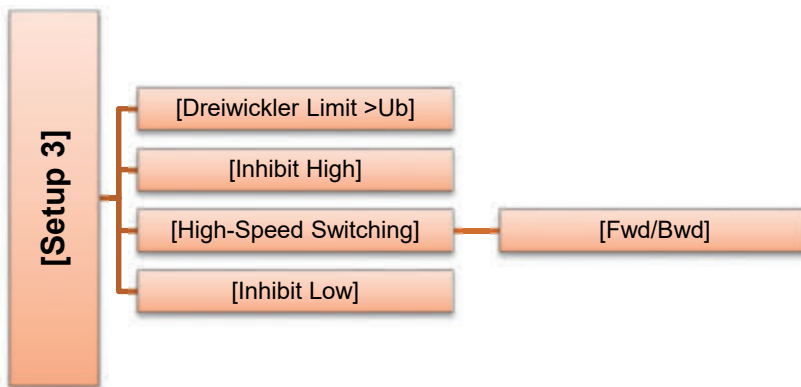 [Setup 3]
[Dreiwickler Limit >Ub]
[Inhibit High]
[High-Speed Switching]
[Fwd/Bwd]
[Inhibit Low]